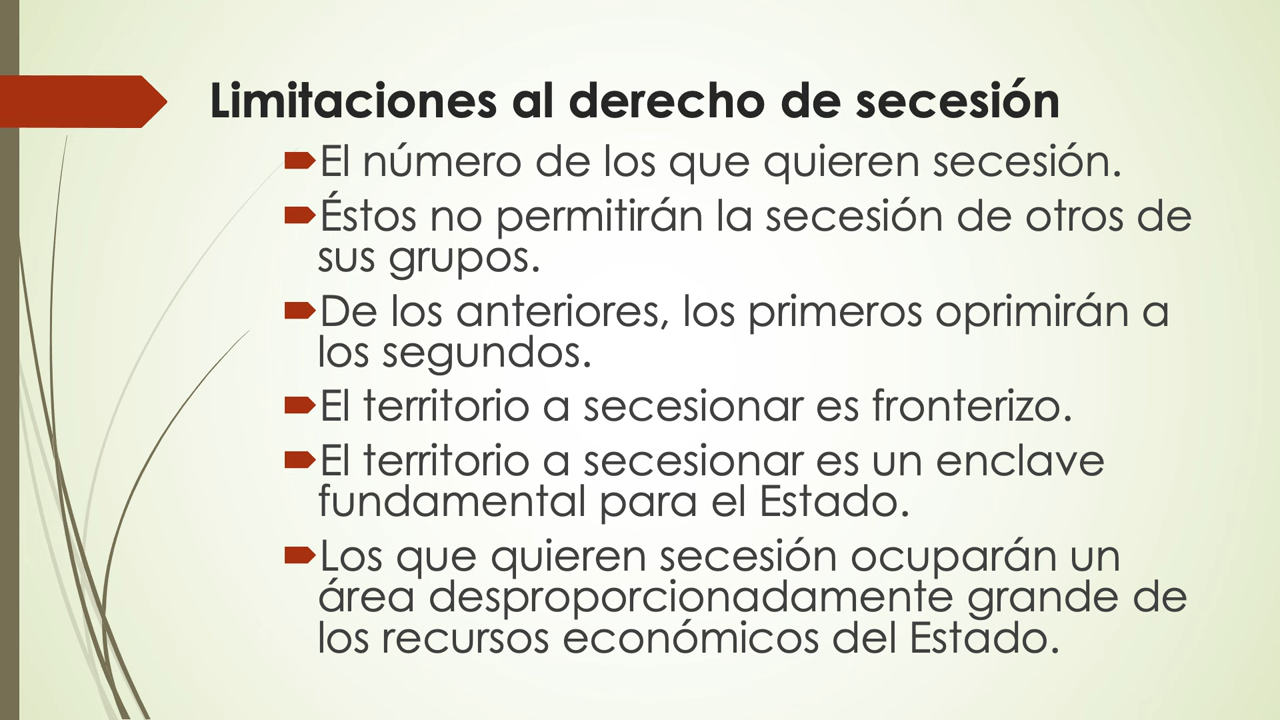 Limitaciones al derecho de secesión
El número de los que quieren secesión.
Éstos no permitirán la secesión de otros de
sus grupos.
De los anteriores, los primeros oprimirán a
los segundos.
El territorio a secesionar es fronterizo.
El territorio a secesionar es un enclave
fundamental para el Estado.
Los que quieren secesión ocuparán un
área desproporcionadamente grande de
los recursos económicos del Estado.